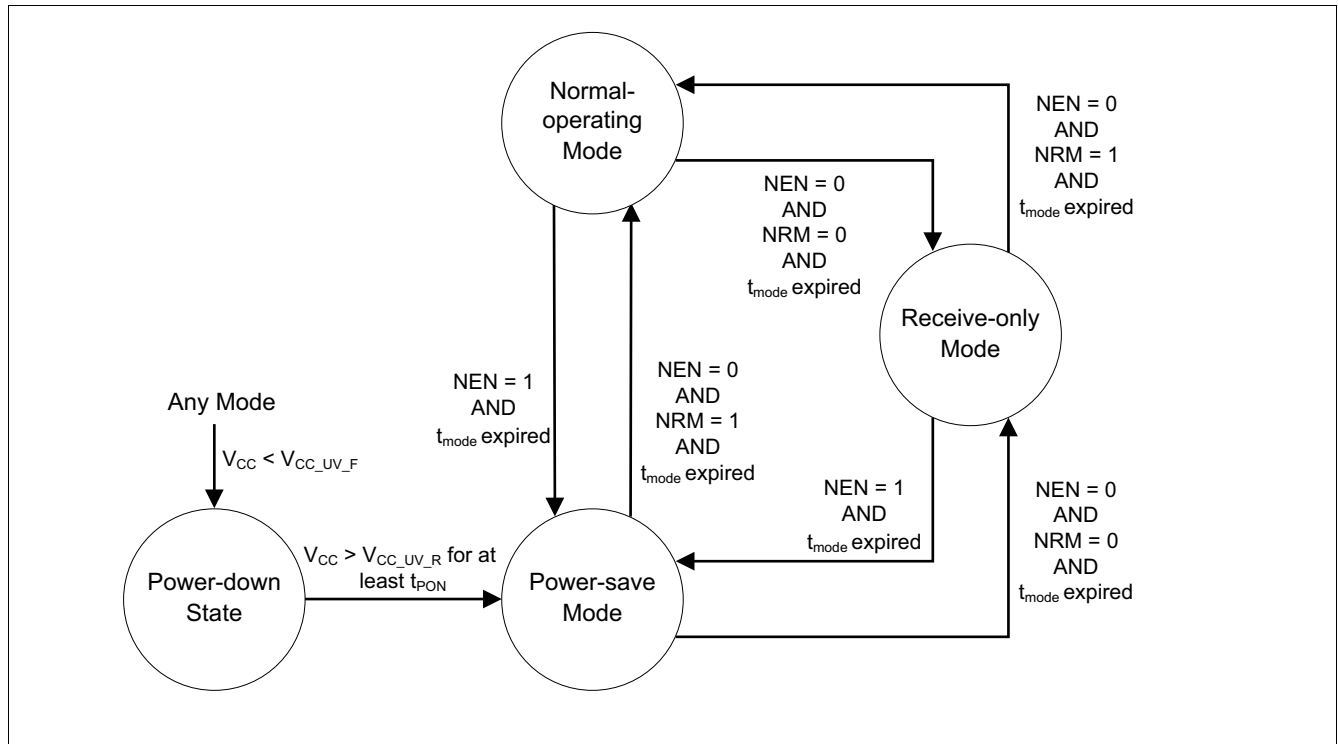 Normal-
operating
Mode
NEN = 0
AND
NRM = 1
AND
tmode expired
NEN = 0
AND
NRM = 0
AND
tmode expired
Receive-only
Mode
NEN = 1
AND
tmode expired
NEN = 0
AND
NRM = 1
AND
tmode expired
Any Mode
VCC < VCC_UV_F
NEN = 1
AND
tmode expired
NEN = 0
AND
NRM = 0
AND
tmode expired
Power-down
State
VCC > VCC_UV_R for at
least tPON
Power-save
Mode